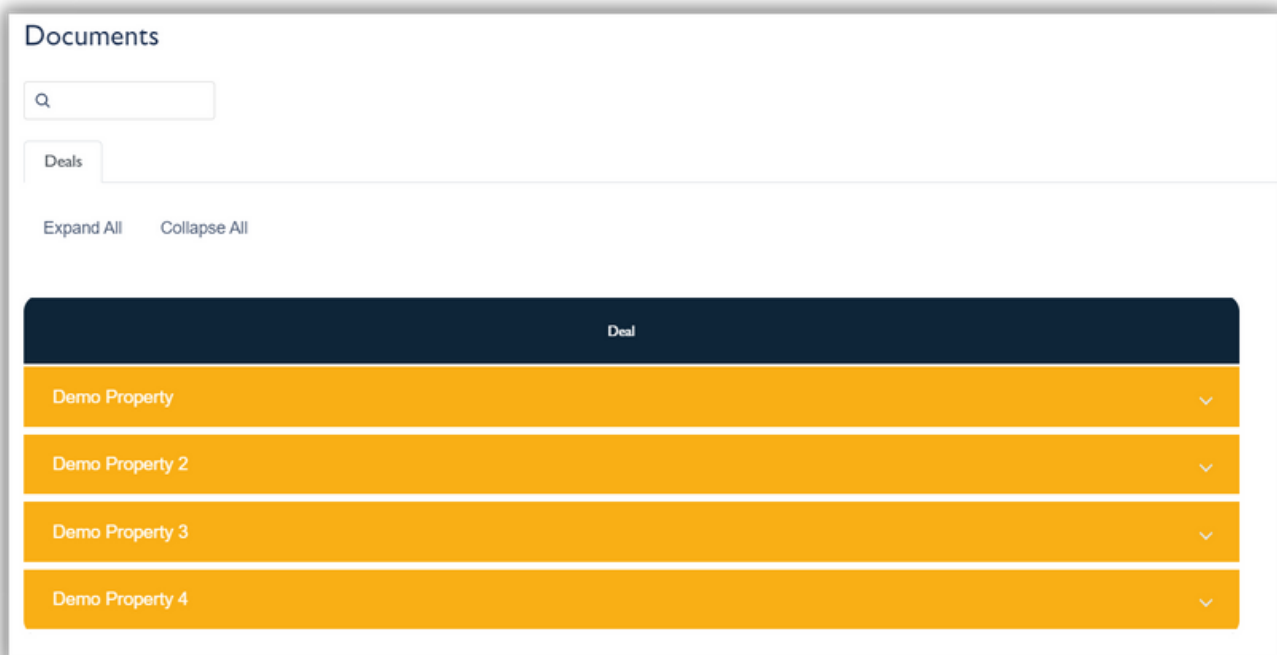 Documents
Deals
Expand All Collapse All
Deal
Demo Property
Demo Property 2
Demo Property 3
Demo Property 4